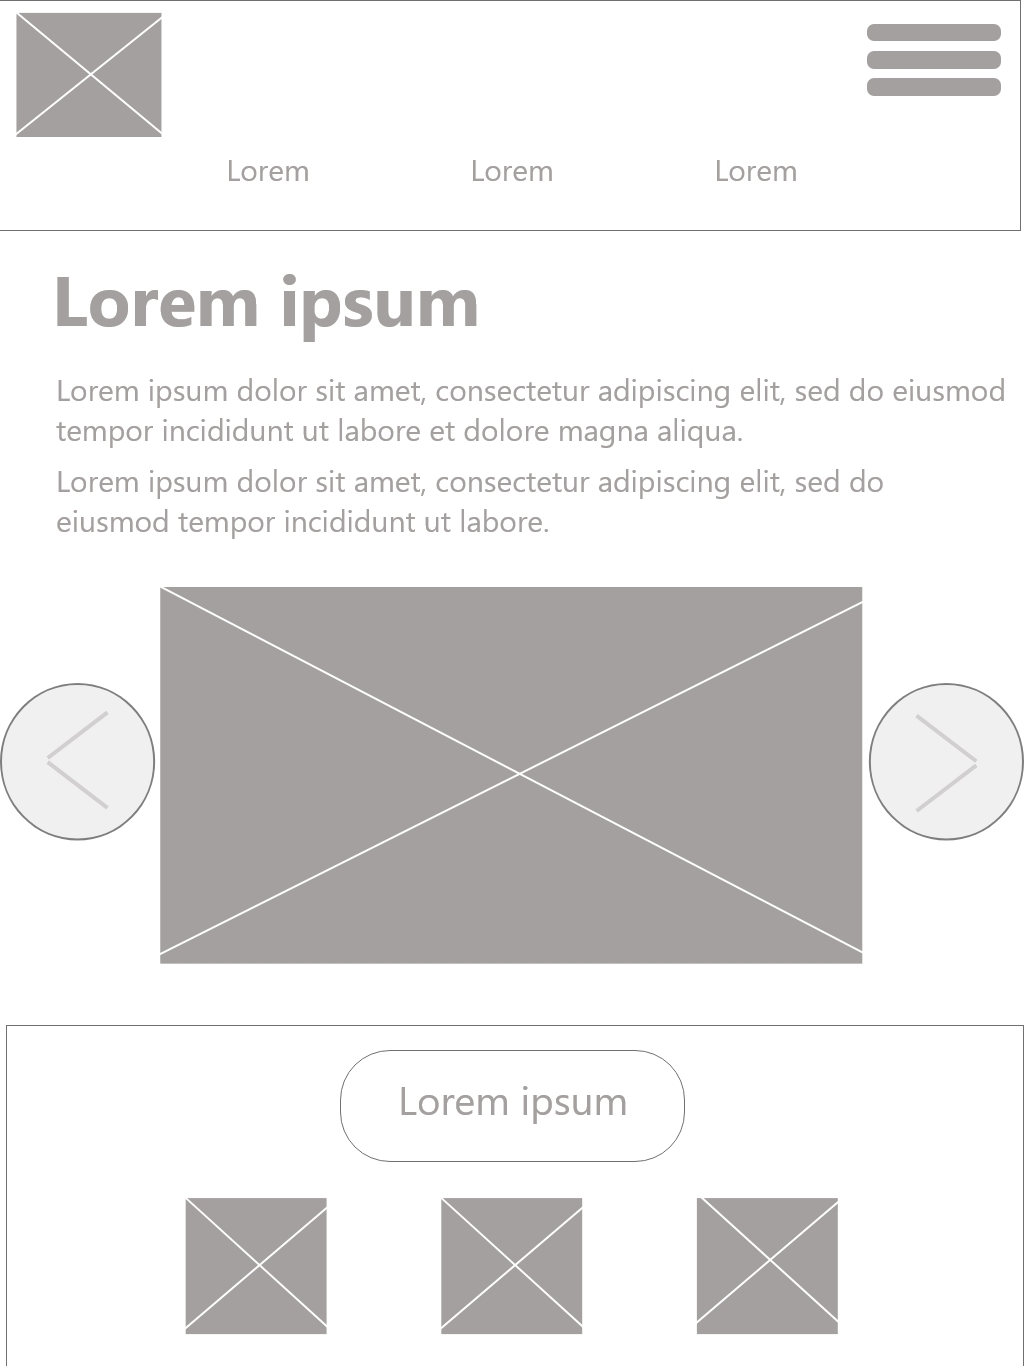 Lorem Lorem Lorem
Lorem ipsum
Lorem ipsum dolor sit amet, consectetur adipiscing elit, sed do eiusmod
tempor incididunt ut labore et dolore magna aliqua.
Lorem ipsum dolor sit amet, consectetur adipiscing elit, sed do
eiusmod tempor incididunt ut labore.
Lorem ipsum